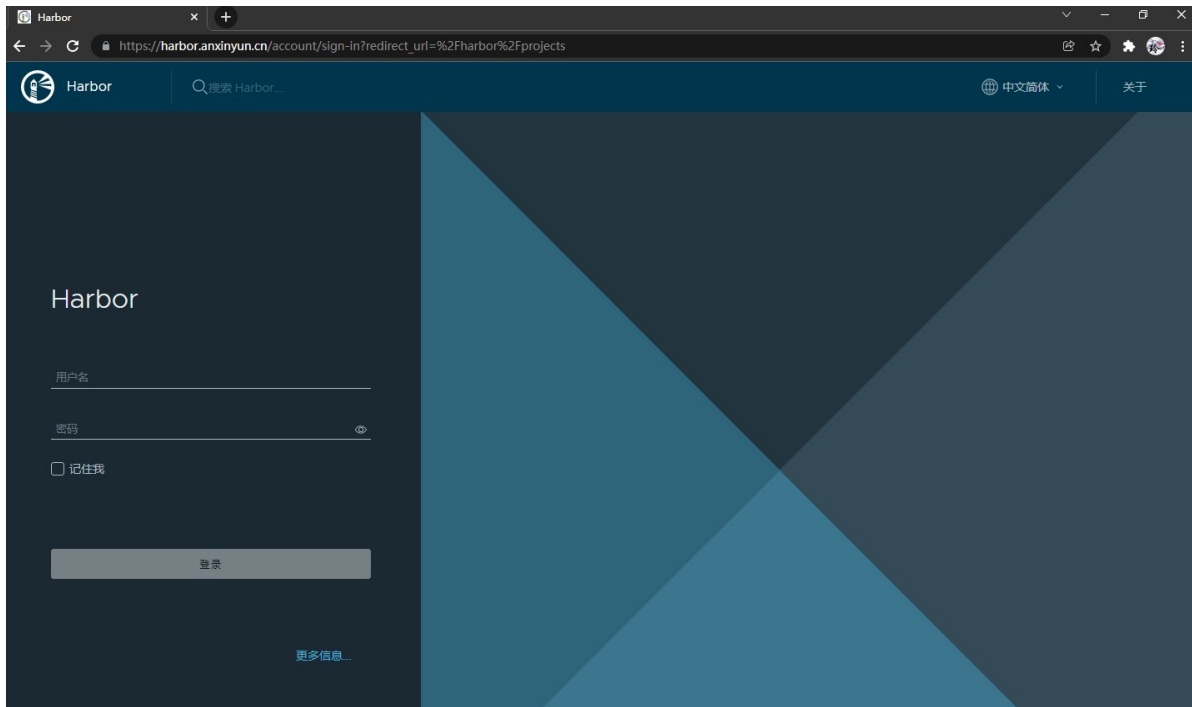 Harbor
https://harbor.anxinyun.cn/account/sign-in?redirect_url=%2Fharbor%2Fprojects
Harbor 搜索 Harbor... 中文简体 关于
Harbor
用户名
密码
记住我
登录
更多信息...